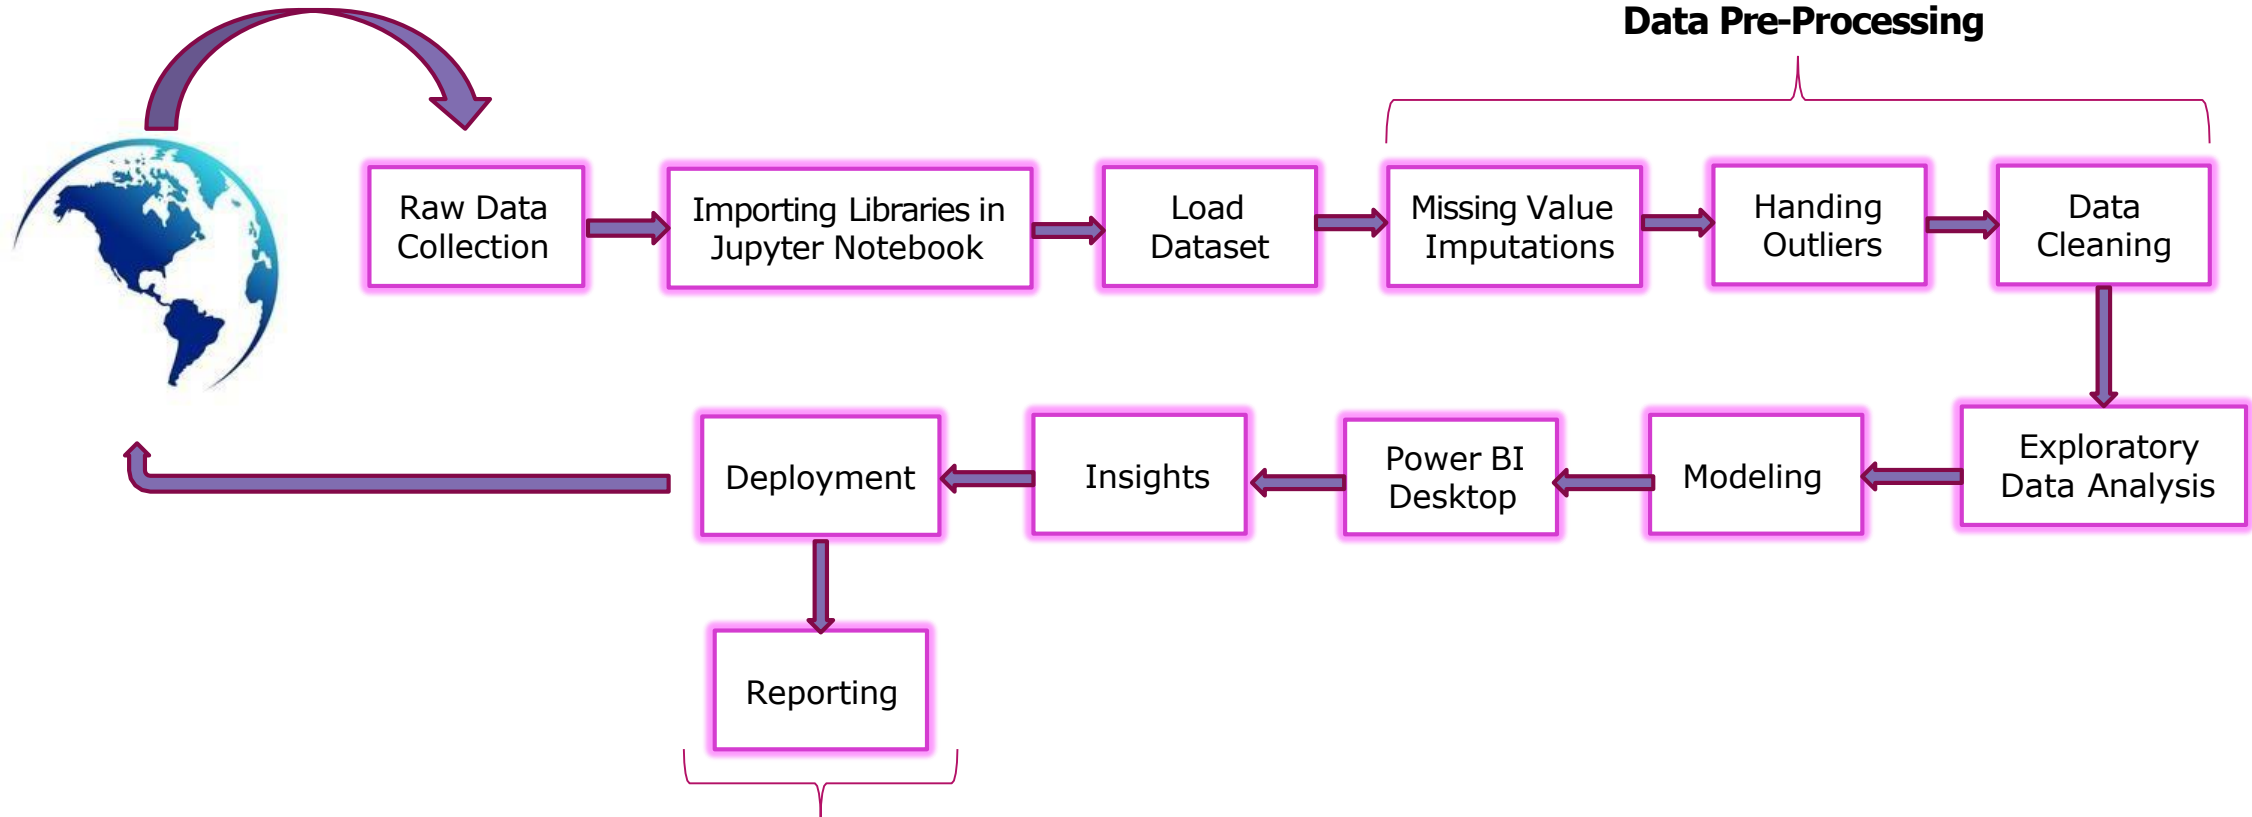 Data Pre-Processing
Raw Data
Collection
Importing Libraries in
Jupyter Notebook
Load
Dataset
Missing Value
Imputations
Handing
Outliers
Data
Cleaning
Exploratory
Data Analysis
Modeling
Power BI
Desktop
Insights
Deployment
Reporting